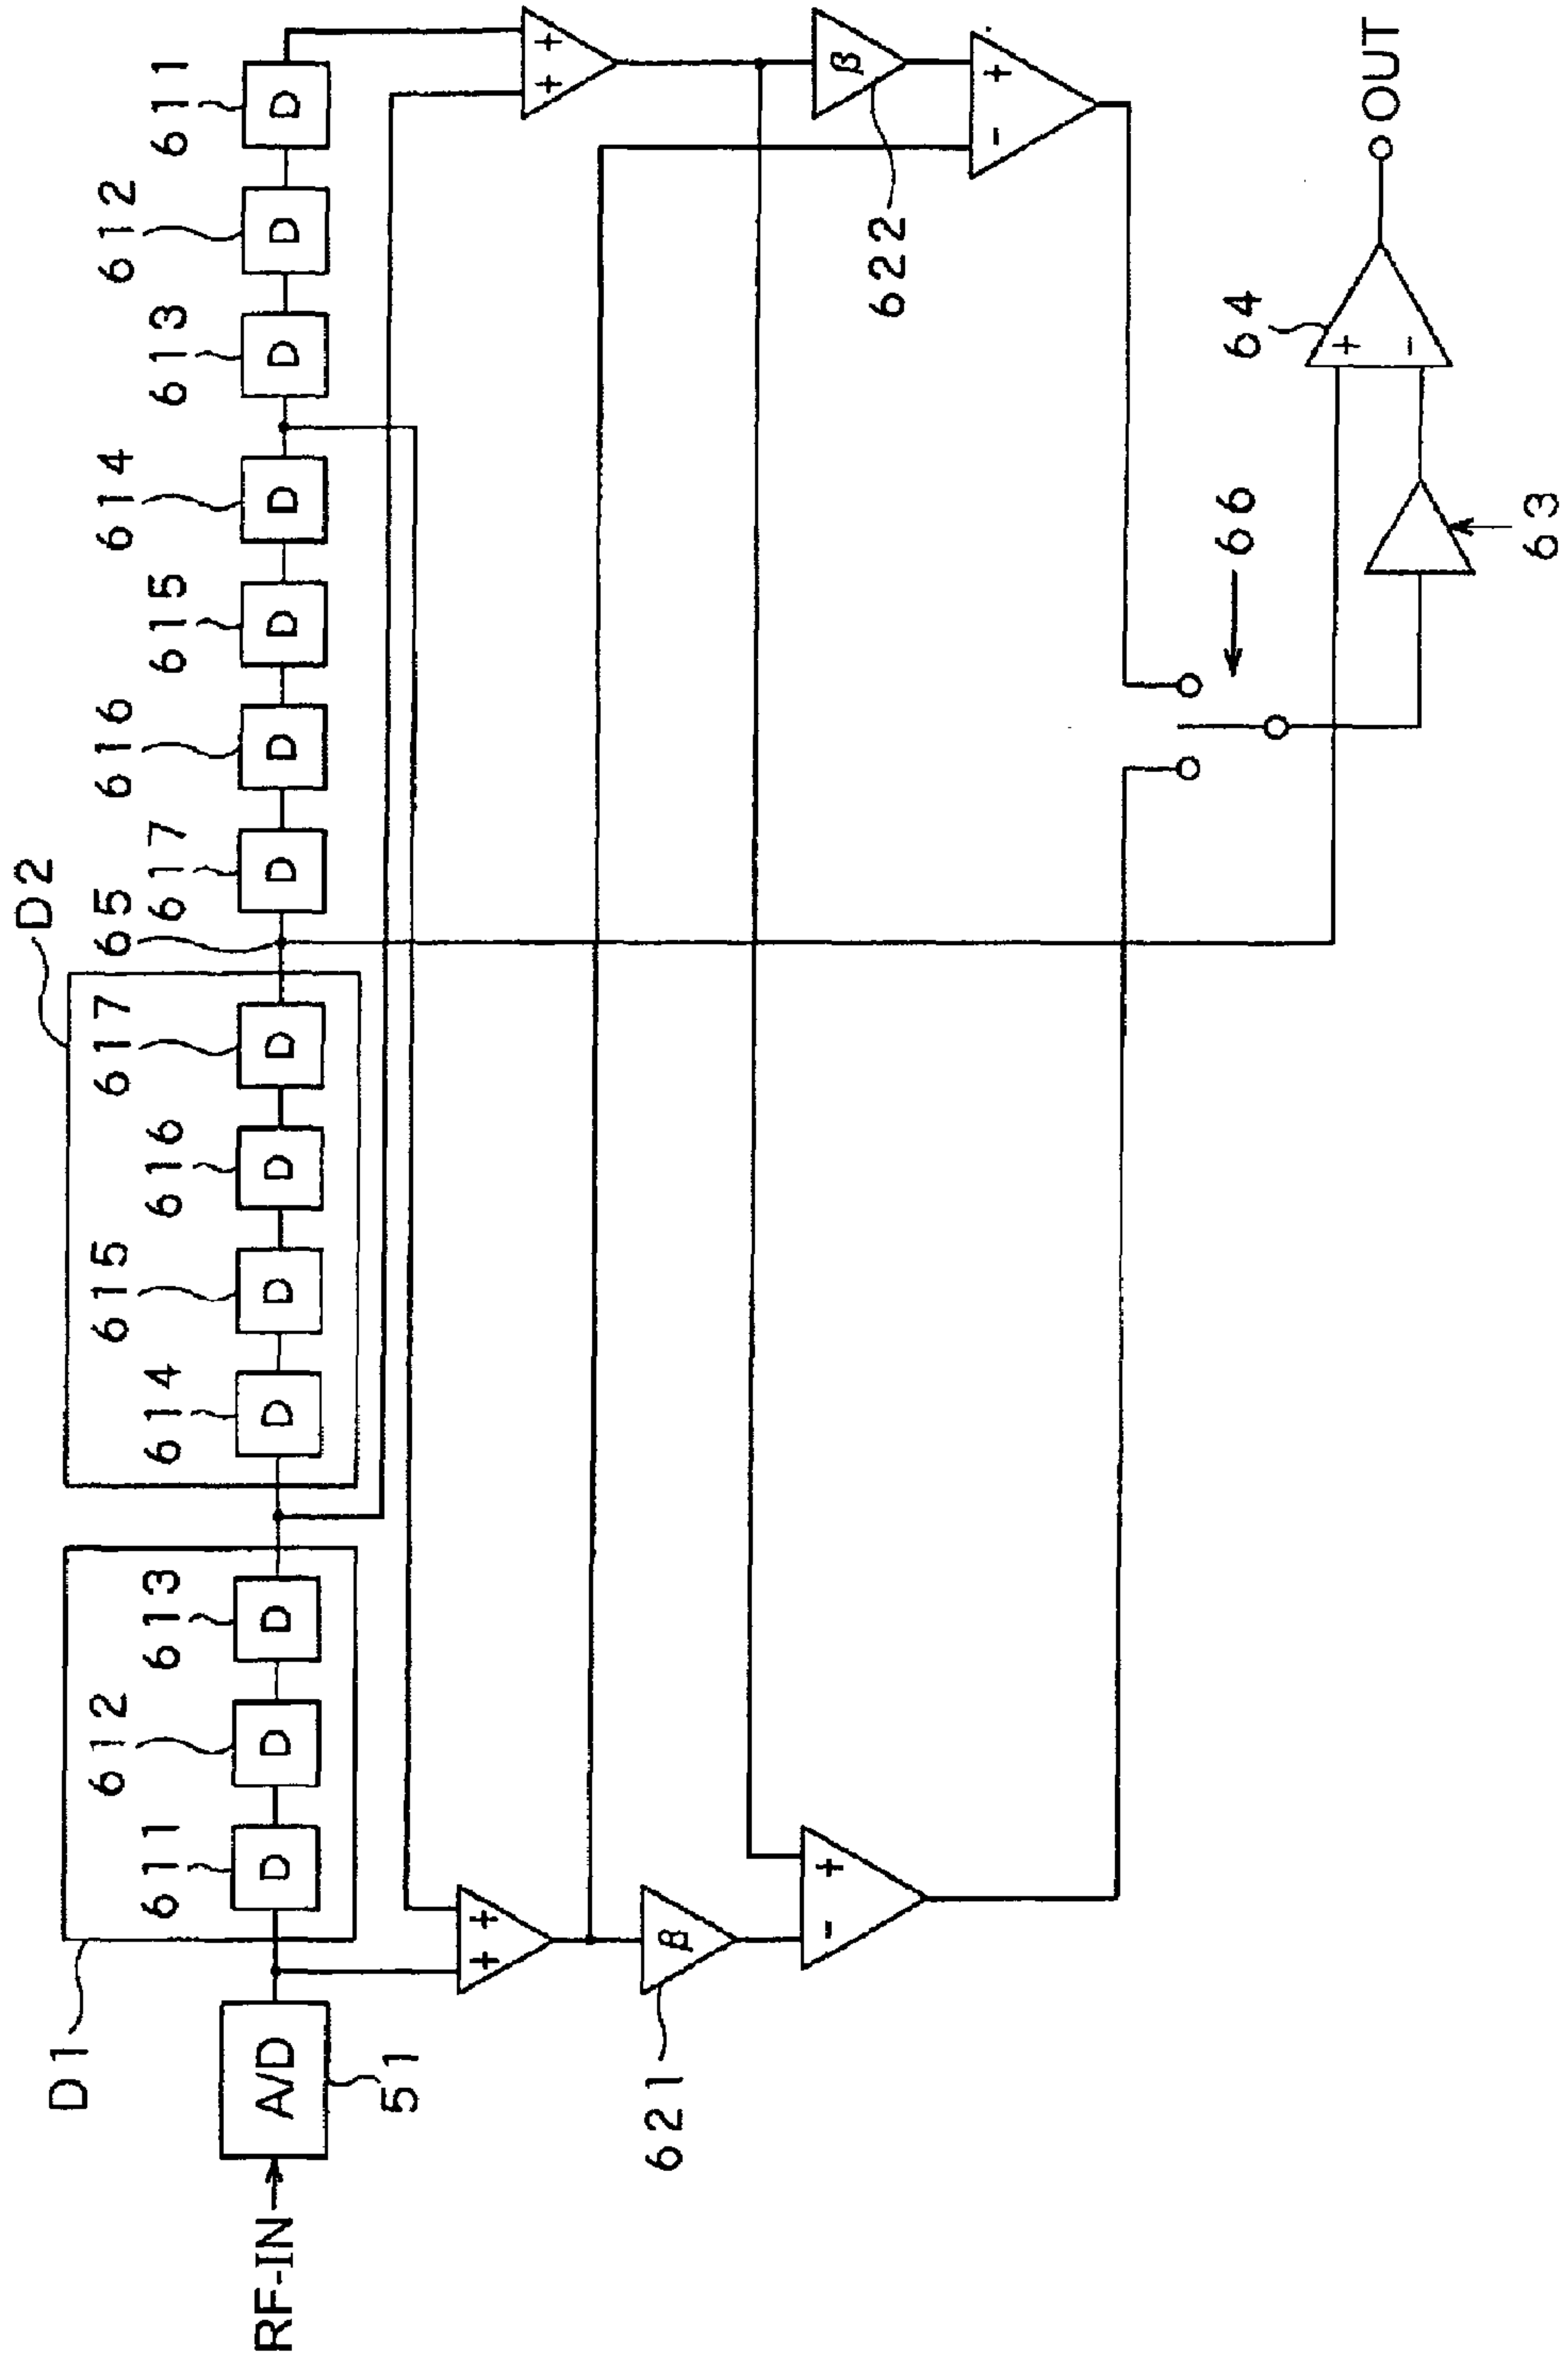 D2
D1
612 615 617 65 616 614 612
611 613 614 616 617 615 613 611
RF-IN A/D D D D D D D D D D D D D D D
51
+ +
+ +
621 β
- +
β
622
- +
66 64
+
-
OUT
63